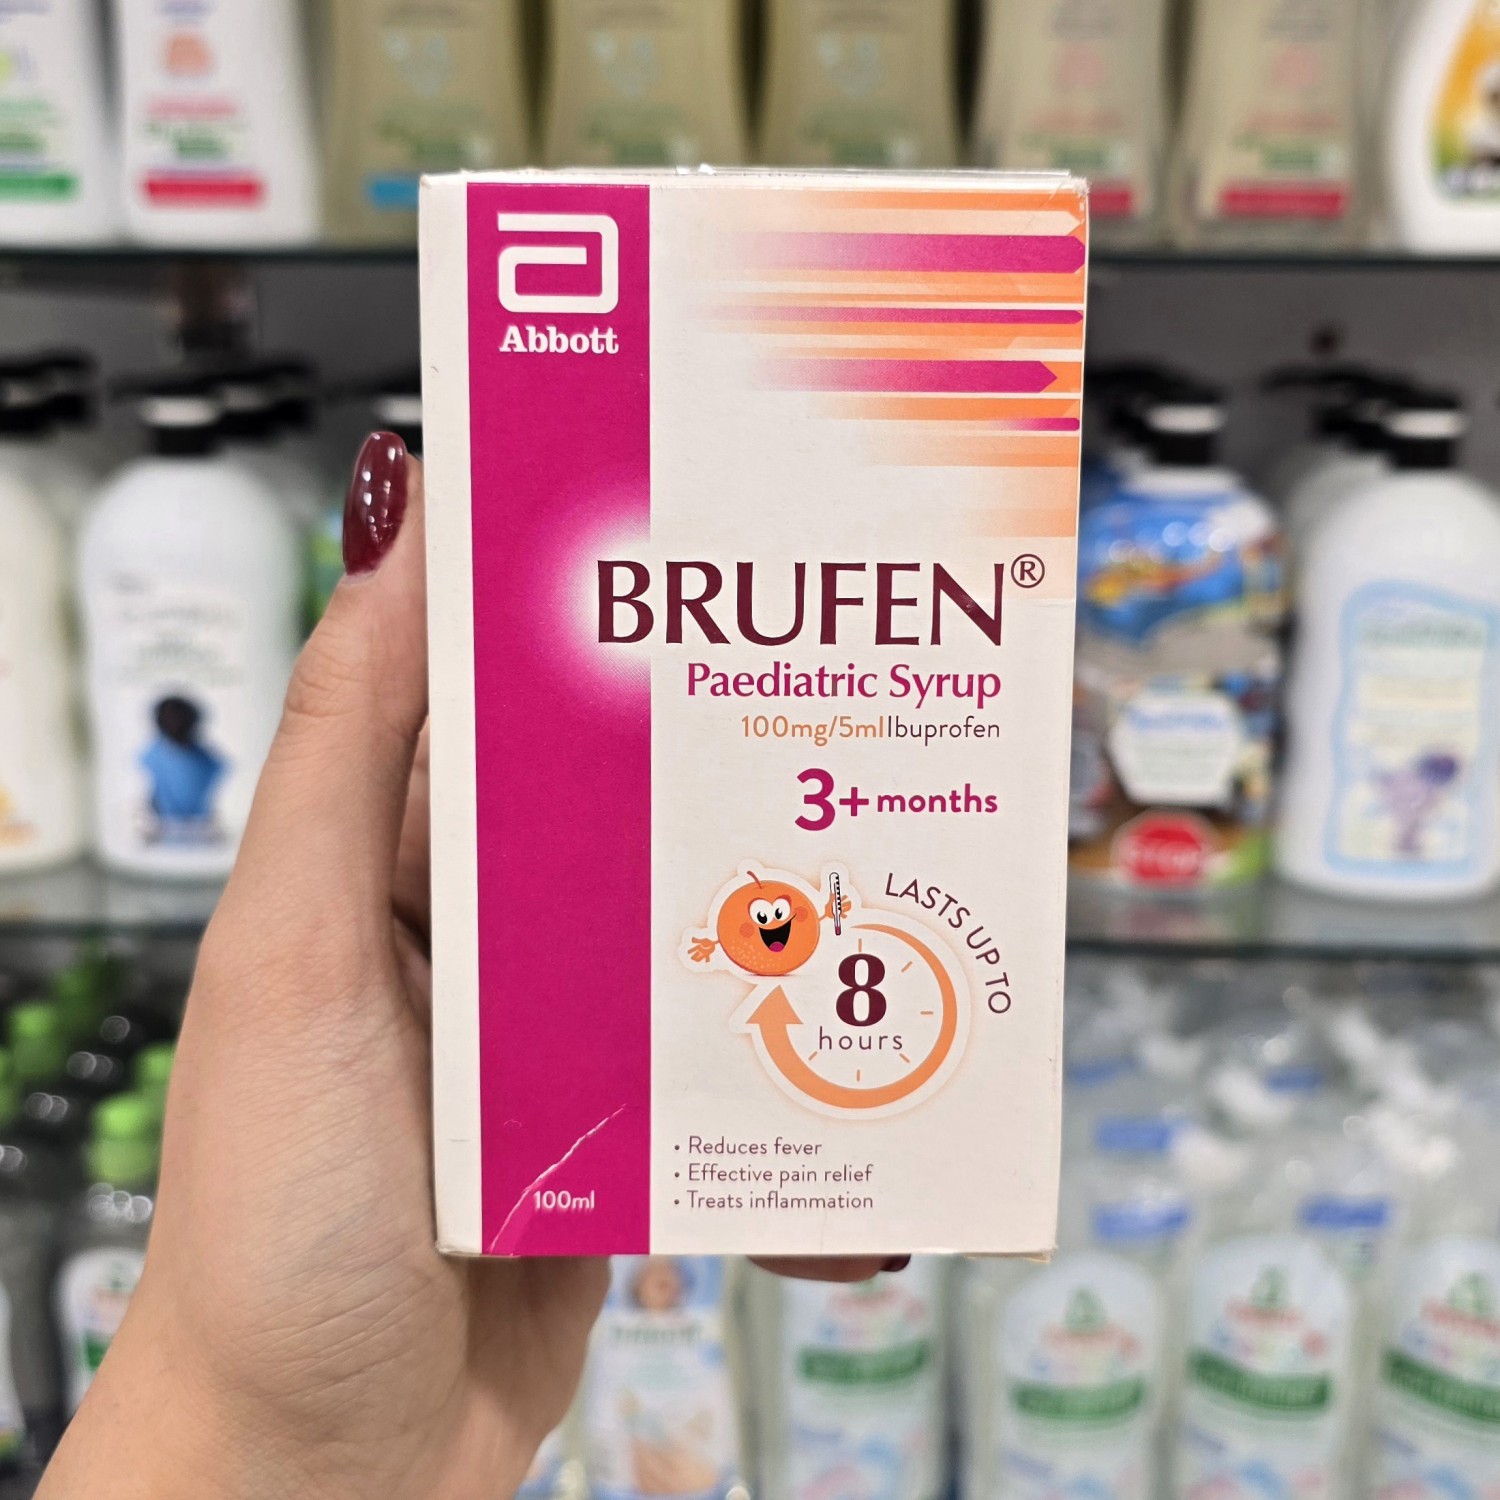 Abbott
BRUFEN®
Paediatric Syrup
100mg/5ml Ibuprofen
3+ months
LASTS UP TO
8
hours
• Reduces fever
• Effective pain relief
• Treats inflammation
100ml
STOP